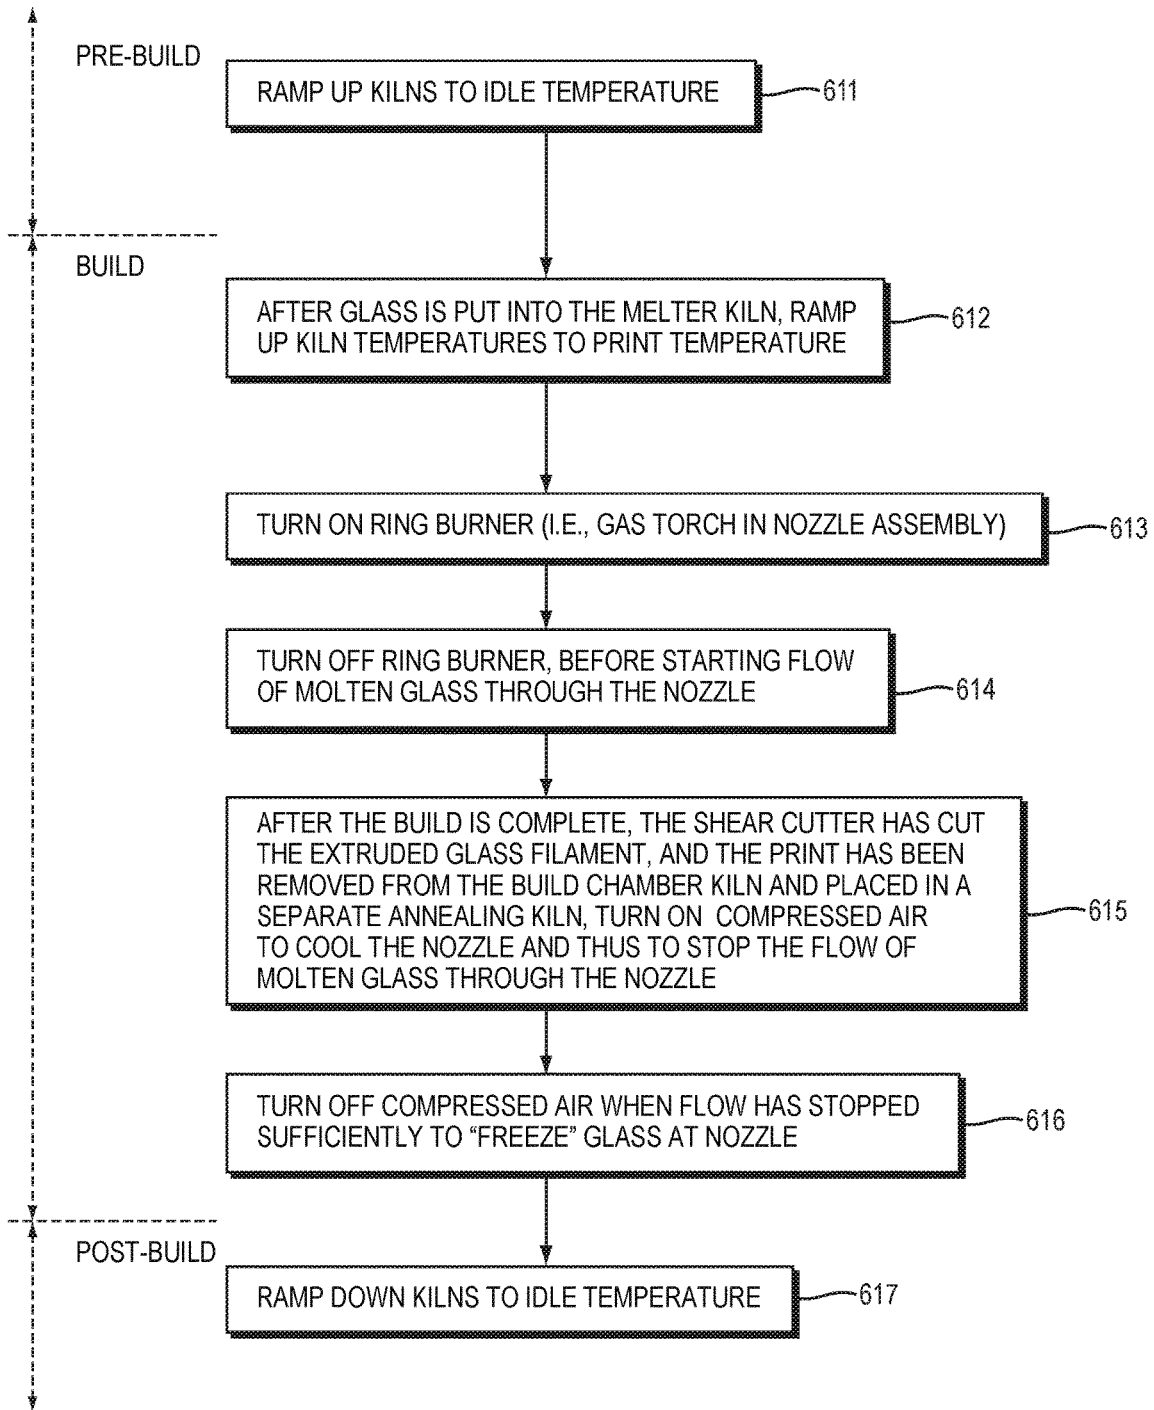 PRE-BUILD
RAMP UP KILNS TO IDLE TEMPERATURE
611
BUILD
AFTER GLASS IS PUT INTO THE MELTER KILN, RAMP
UP KILN TEMPERATURES TO PRINT TEMPERATURE
612
TURN ON RING BURNER (I.E., GAS TORCH IN NOZZLE ASSEMBLY)
613
TURN OFF RING BURNER, BEFORE STARTING FLOW
OF MOLTEN GLASS THROUGH THE NOZZLE
614
AFTER THE BUILD IS COMPLETE, THE SHEAR CUTTER HAS CUT
THE EXTRUDED GLASS FILAMENT, AND THE PRINT HAS BEEN
REMOVED FROM THE BUILD CHAMBER KILN AND PLACED IN A
SEPARATE ANNEALING KILN, TURN ON COMPRESSED AIR
TO COOL THE NOZZLE AND THUS TO STOP THE FLOW OF
MOLTEN GLASS THROUGH THE NOZZLE
615
TURN OFF COMPRESSED AIR WHEN FLOW HAS STOPPED
SUFFICIENTLY TO “FREEZE” GLASS AT NOZZLE
616
POST-BUILD
RAMP DOWN KILNS TO IDLE TEMPERATURE
617